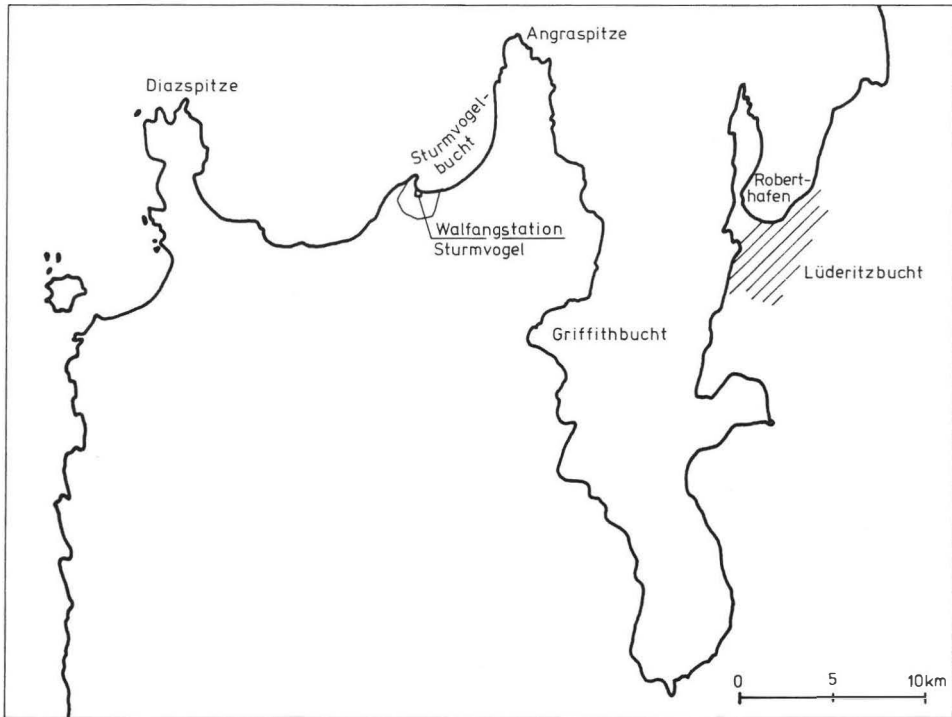 Angraspitze
Diazspitze
Sturmvogel-
bucht
Robert-
hafen
Walfangstation
Sturmvogel
Lüderitzbucht
Griffithbucht
0 5 10km